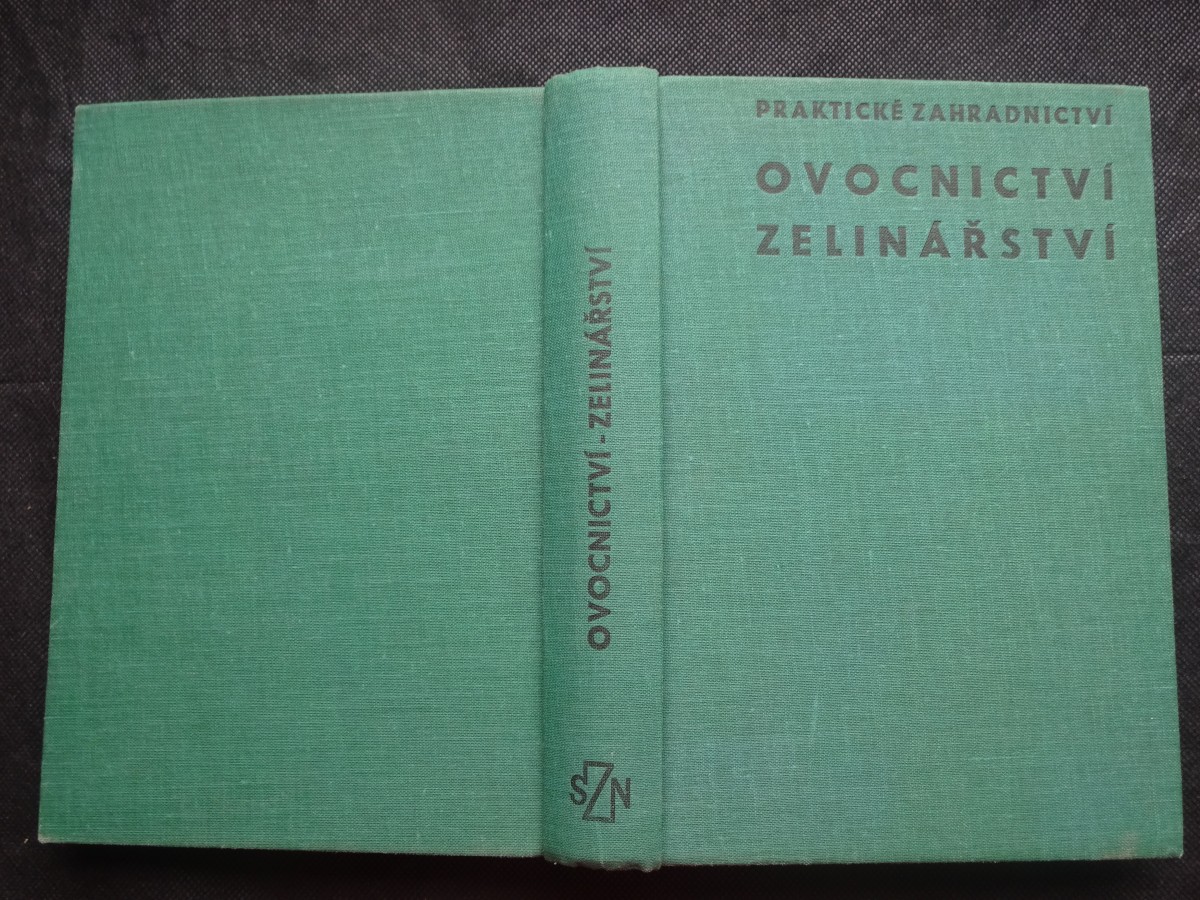 PRAKTICKÉ ZAHRADNICTVÍ
OVOCNICTVÍ
ZELINÁŘSTVÍ
OVOCNICTVÍ - ZELINÁŘSTVÍ
SZN